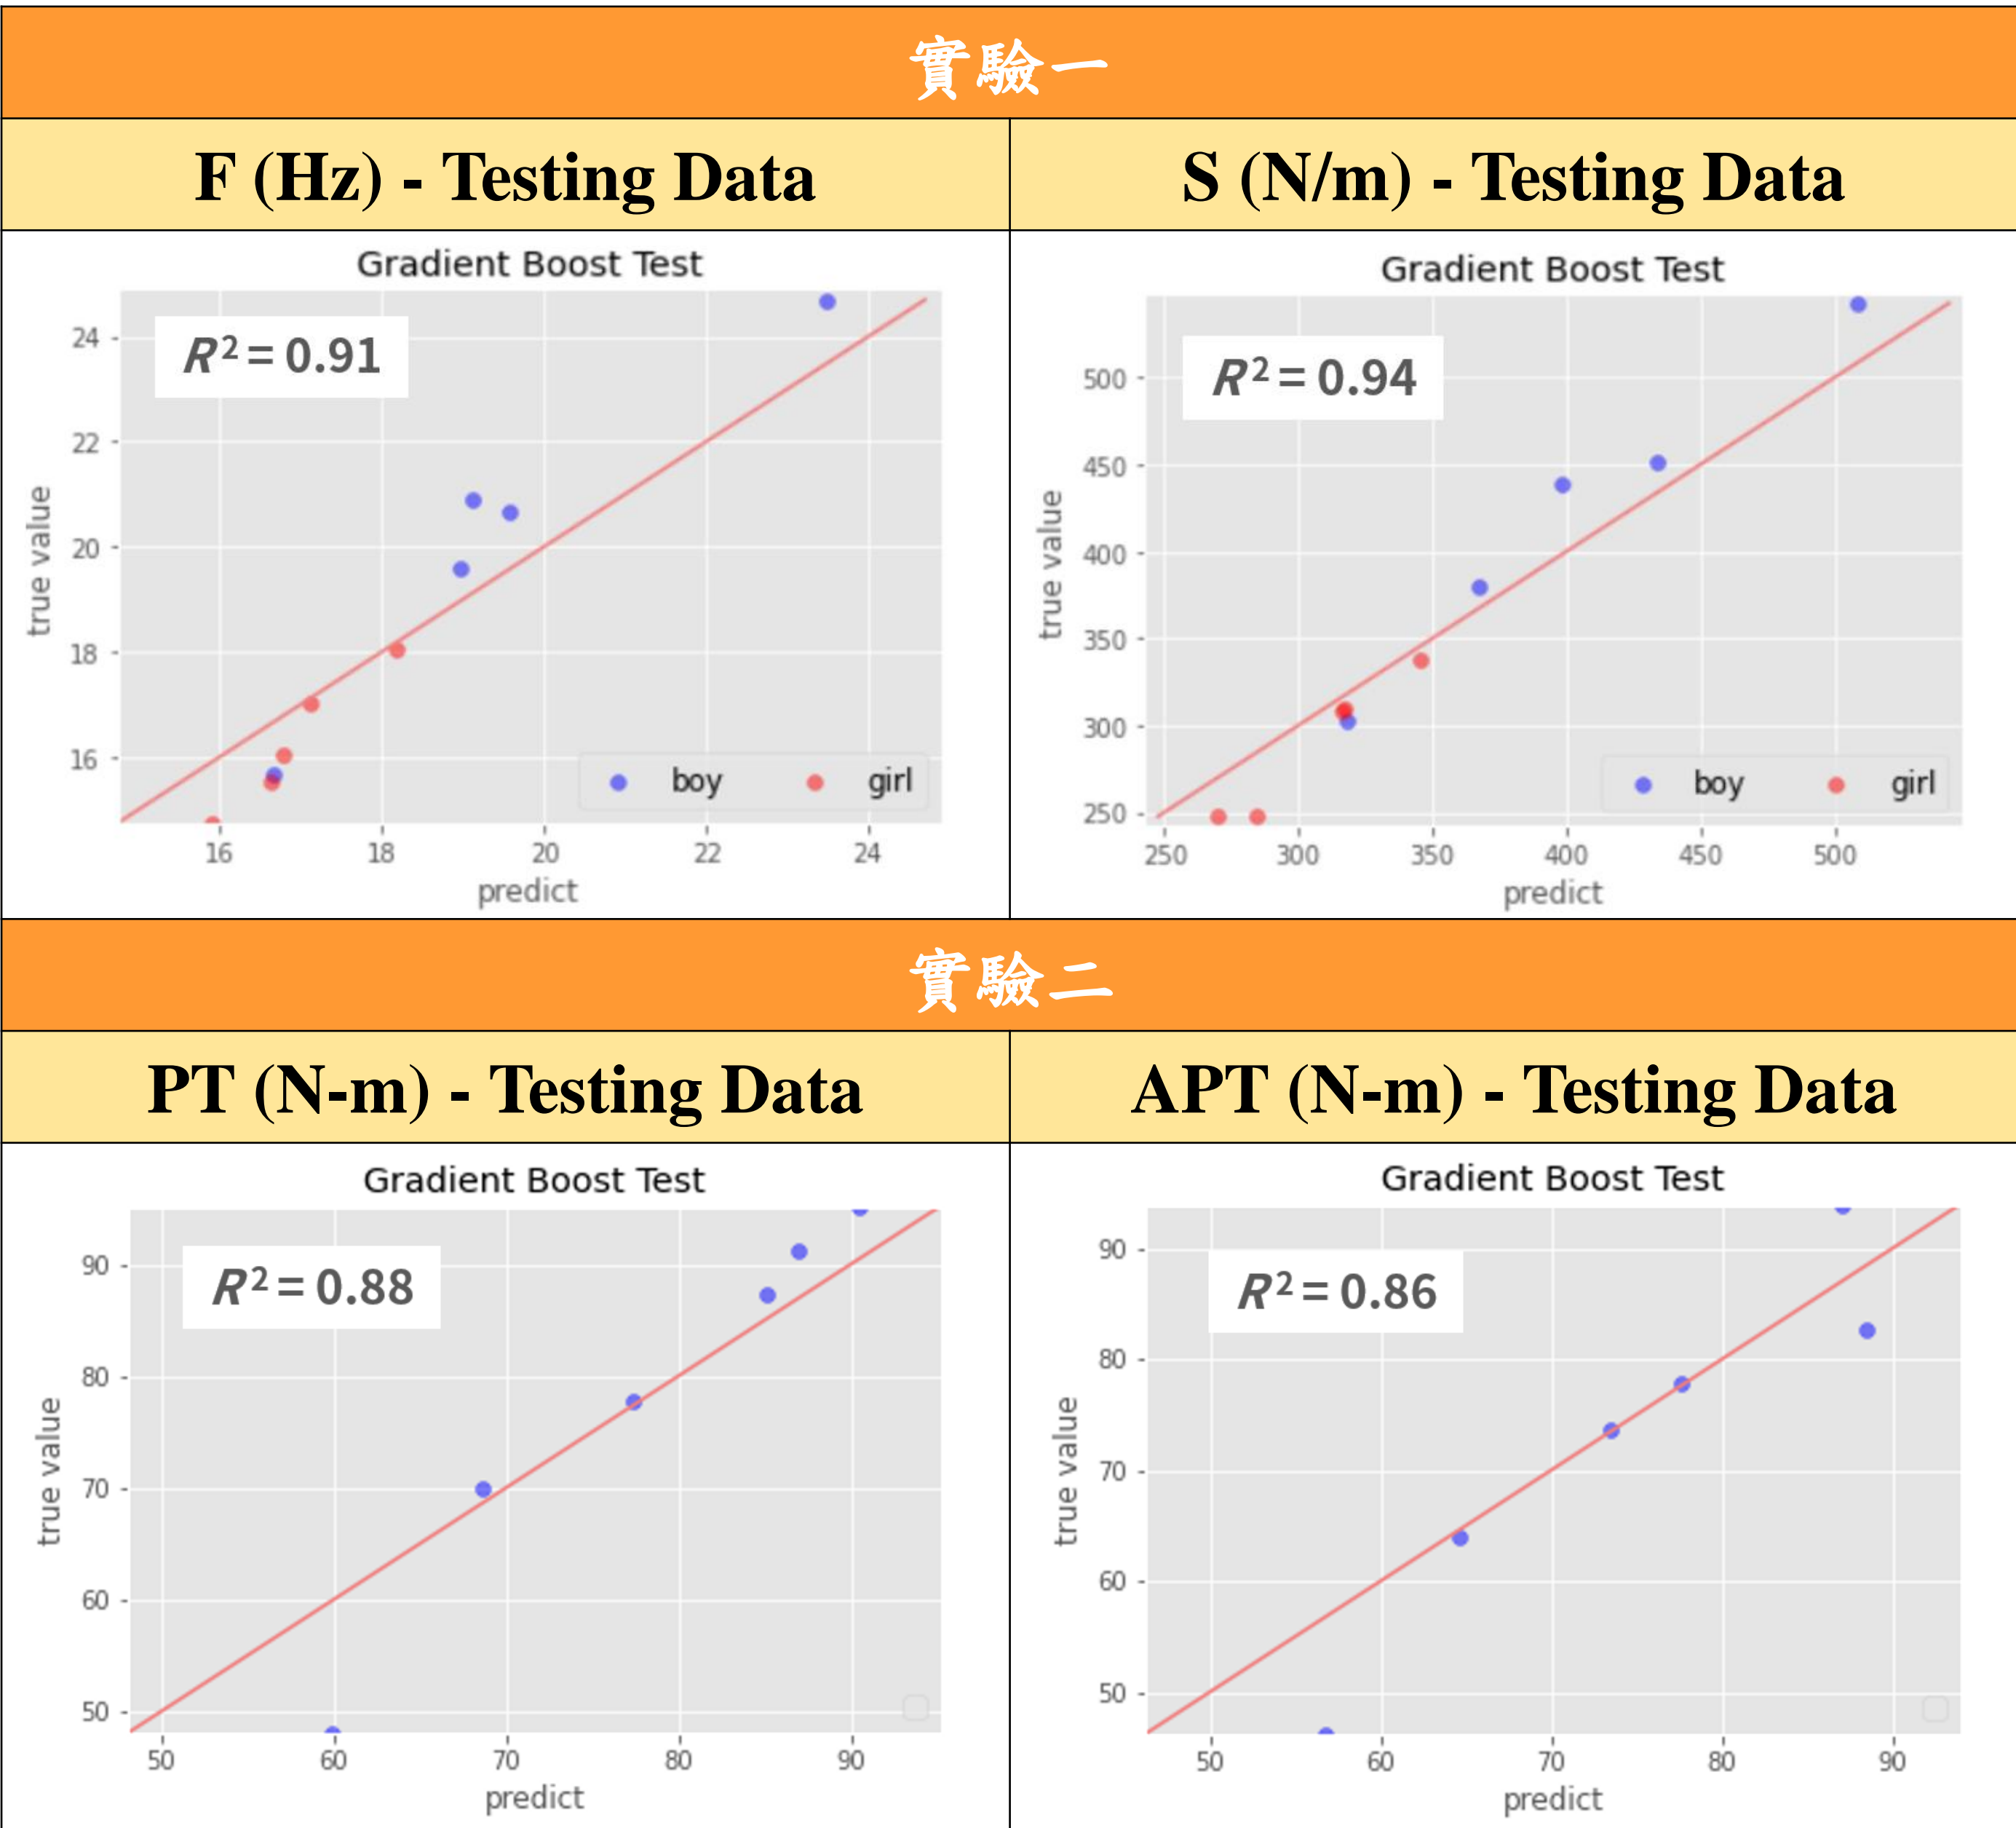 實驗一
F (Hz) - Testing Data
S (N/m) - Testing Data
Gradient Boost Test
R² = 0.91
24
22
20
18
16
true value
boy
girl
16 18 20 22 24
predict
Gradient Boost Test
R² = 0.94
500
450
400
350
300
250
true value
boy
girl
250 300 350 400 450 500
predict
實驗二
PT (N-m) - Testing Data
APT (N-m) - Testing Data
Gradient Boost Test
R² = 0.88
90
80
70
60
50
true value
50 60 70 80 90
predict
Gradient Boost Test
R² = 0.86
90
80
70
60
50
true value
50 60 70 80 90
predict